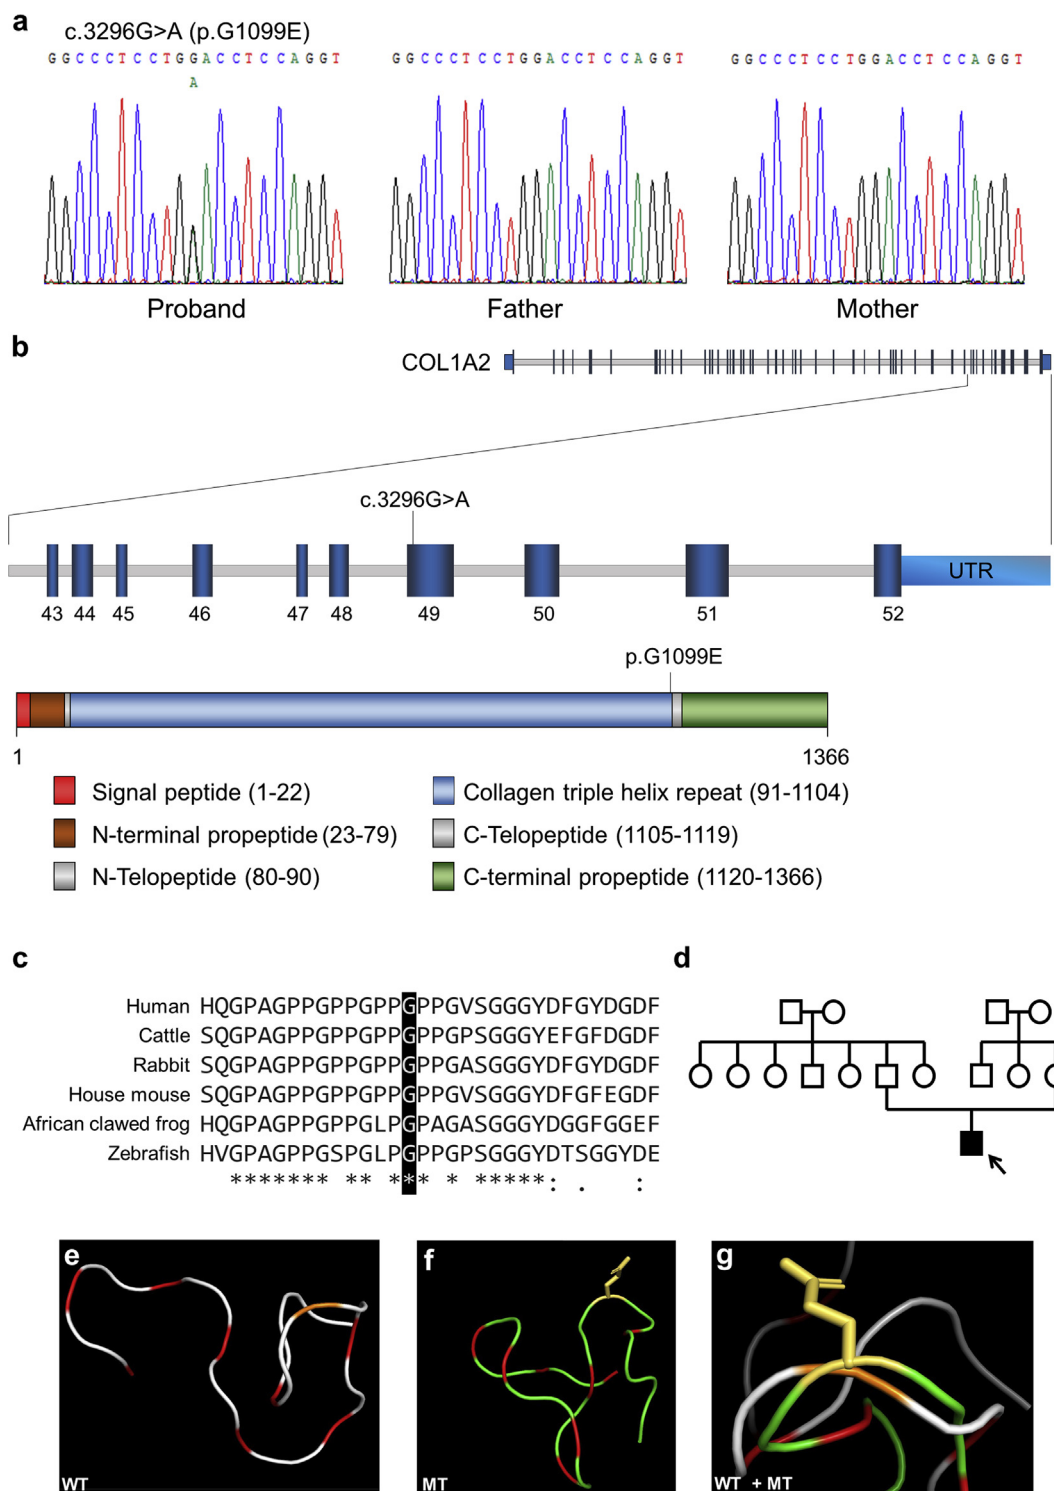 a
c.3296G>A (p.G1099E)
GGCCCTCCTGGACCTCCAGGT
A
GGCCCTCCTGGACCTCCAGGT
GGCCCTCCTGGACCTCCAGGT
Proband
Father
Mother
b
COL1A2
c.3296G>A
UTR
43 44 45 46 47 48 49 50 51 52
p.G1099E
1 1366
Signal peptide (1-22)
N-terminal propeptide (23-79)
N-Telopeptide (80-90)
Collagen triple helix repeat (91-1104)
C-Telopeptide (1105-1119)
C-terminal propeptide (1120-1366)
c
Human HQGPAGPPGPPGPPGPPGVSGGGYDFGYDGDF
Cattle SQGPAGPPGPPGPPGPPGPSGGGYEFGFDGDF
Rabbit SQGPAGPPGPPGPPGPPGASGGGYDFGYDGDF
House mouse SQGPAGPPGPPGPPGPPGVSGGGYDFGFEGDF
African clawed frog HQGPAGPPGPPGLPGPAGASGGGYDGGFGGEF
Zebrafish HVGPAGPPGSPGLPGPPGPSGGGYDTSGGYDE
******* ** *** * *****: . :
d
e
WT
f
MT
g
WT + MT